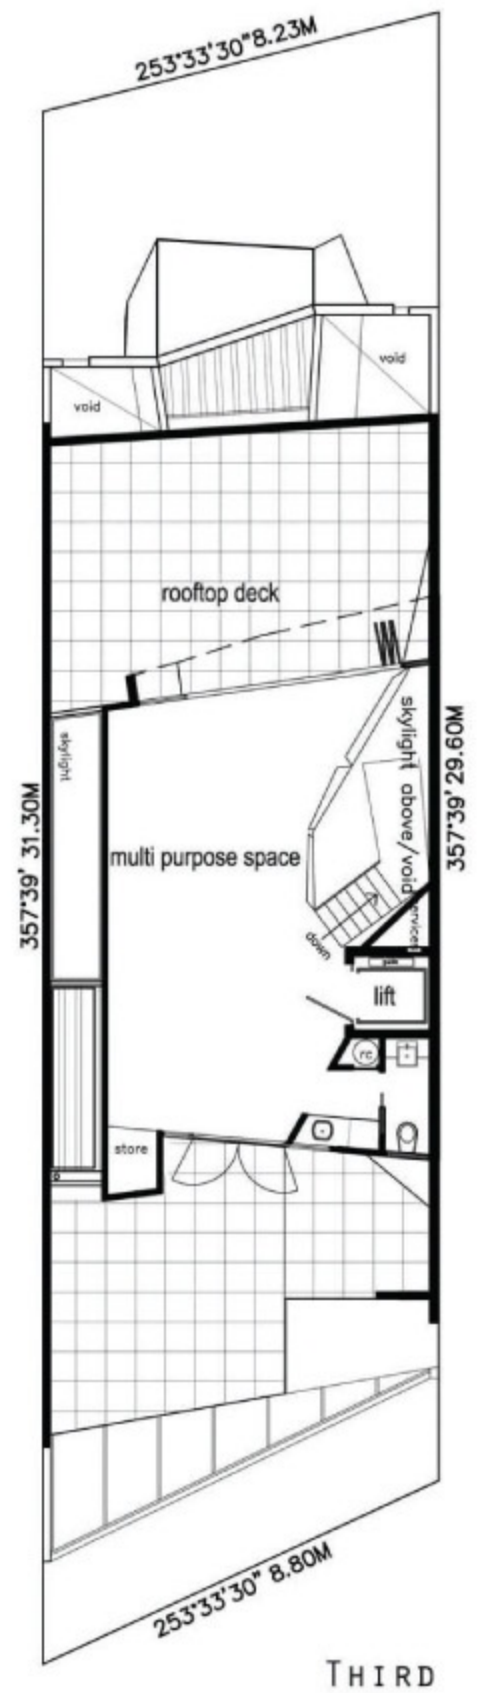 253°33'30"8.23M
void
void
rooftop deck
skylight
skylight above/void
357°39' 31.30M
357°39' 29.60M
multi purpose space
down
lift
rc
store
253°33'30" 8.80M
THIRD